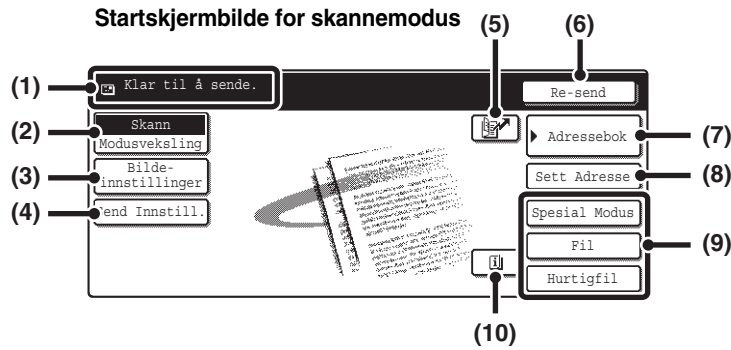 Startskjermbilde for skannemodus
(5)
(6)
(1)
Klar til å sende.
Re-send
(2)
Skann
Modusveksling
Adressebok
(7)
(3)
Bilde-
innstillinger
Sett Adresse
(8)
(4)
end Innstill.
Spesial Modus
Fil
(9)
Hurtigfil
(10)